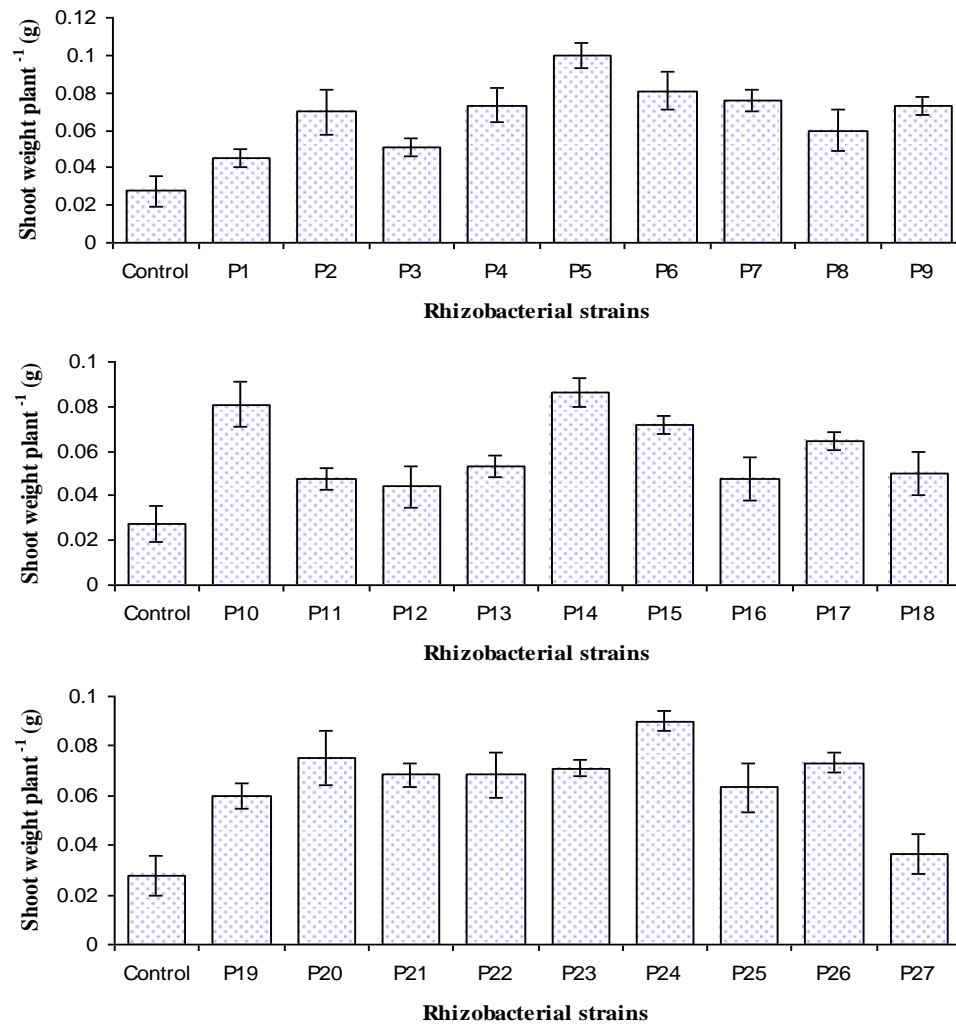 Shoot weight plant -1 (g)
0.12
0.1
0.08
0.06
0.04
0.02
0
Control P1 P2 P3 P4 P5 P6 P7 P8 P9
Rhizobacterial strains
Shoot weight plant -1 (g)
0.1
0.08
0.06
0.04
0.02
0
Control P10 P11 P12 P13 P14 P15 P16 P17 P18
Rhizobacterial strains
Shoot weight plant -1 (g)
0.1
0.08
0.06
0.04
0.02
0
Control P19 P20 P21 P22 P23 P24 P25 P26 P27
Rhizobacterial strains